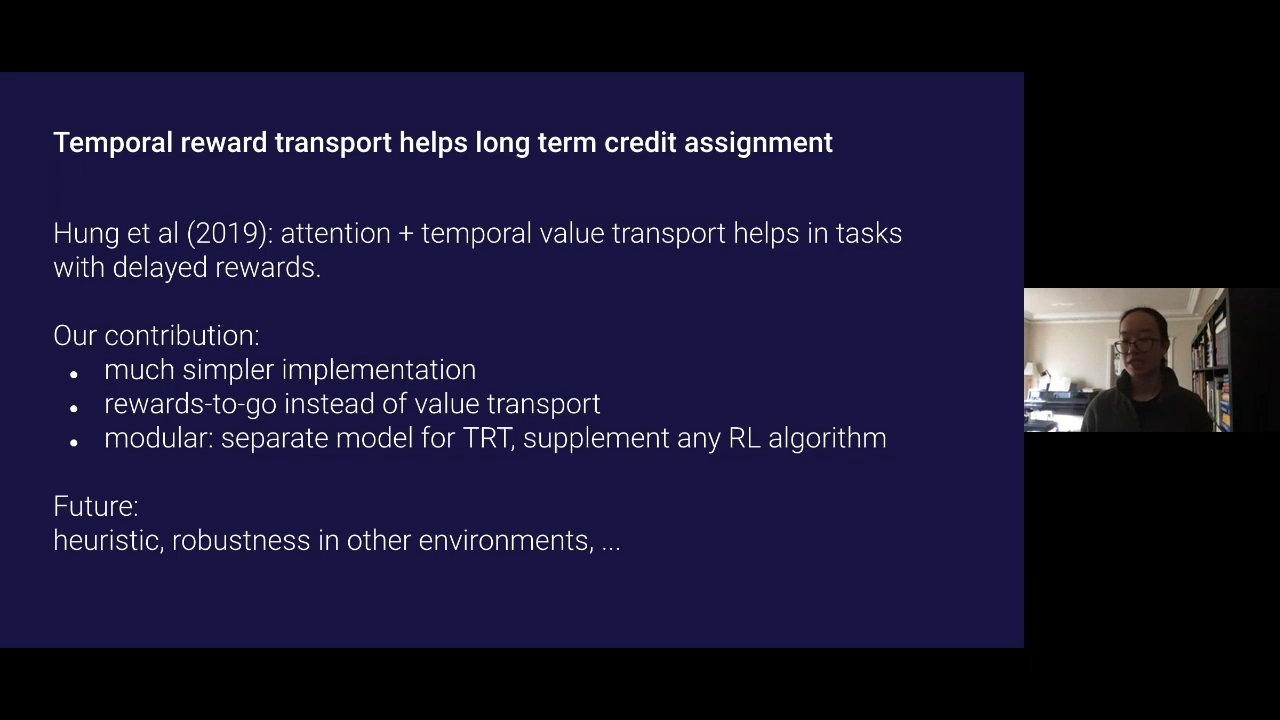 Temporal reward transport helps long term credit assignment
Hung et al (2019): attention + temporal value transport helps in tasks
with delayed rewards.
Our contribution:
• much simpler implementation
• rewards-to-go instead of value transport
• modular: separate model for TRT, supplement any RL algorithm
Future:
heuristic, robustness in other environments, ...